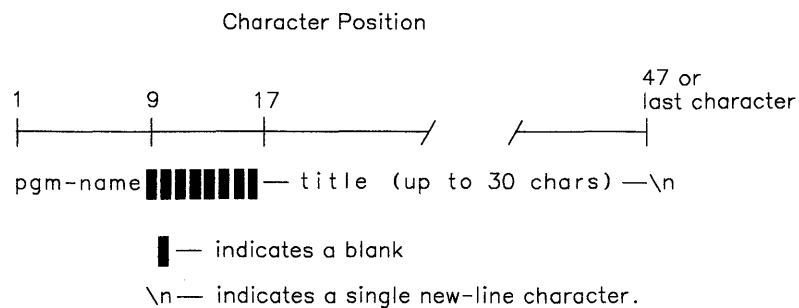 Character Position
47 or
1 9 17 last character
pgm-name — title (up to 30 chars) —\n
— indicates a blank
\n — indicates a single new-line character.